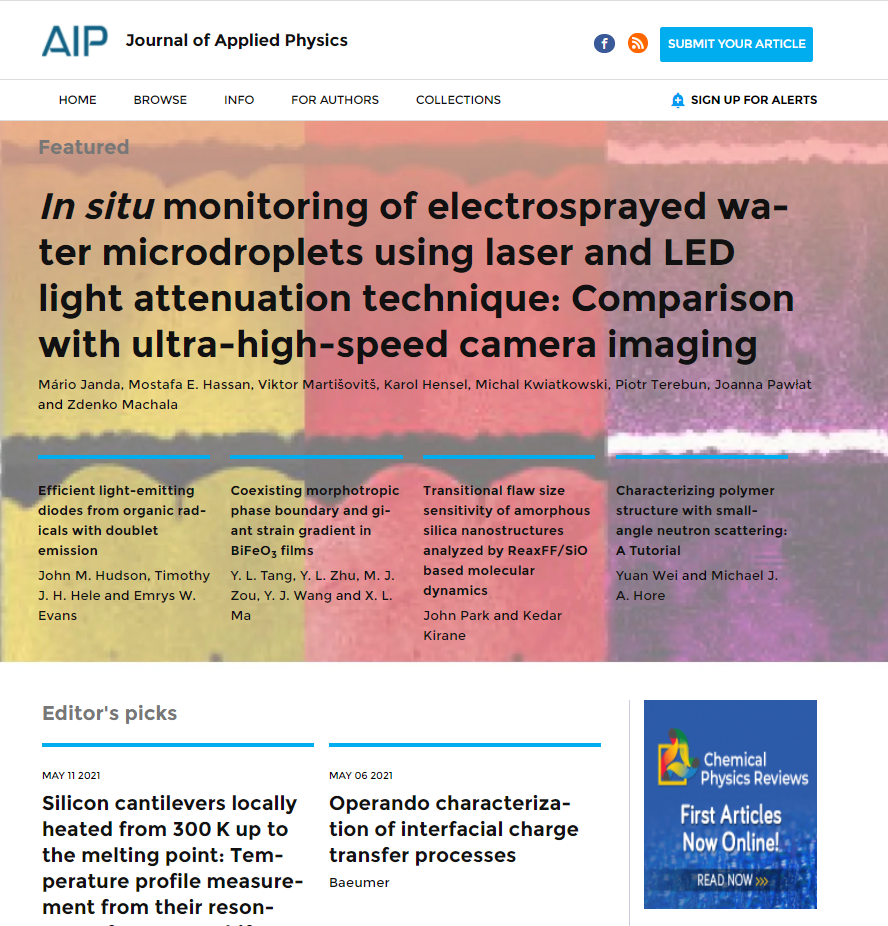 AIP Journal of Applied Physics
f
SUBMIT YOUR ARTICLE
HOME BROWSE INFO FOR AUTHORS COLLECTIONS SIGN UP FOR ALERTS
Featured
In situ monitoring of electrosprayed wa-
ter microdroplets using laser and LED
light attenuation technique: Comparison
with ultra-high-speed camera imaging
Mário Janda, Mostafa E. Hassan, Viktor Martišovitš, Karol Hensel, Michal Kwiatkowski, Piotr Terebun, Joanna Pawłat
and Zdenko Machala
Efficient light-emitting
diodes from organic rad-
icals with doublet
emission
John M. Hudson, Timothy
J. H. Hele and Emrys W.
Evans
Coexisting morphotropic
phase boundary and gi-
ant strain gradient in
BiFeO₃ films
Y. L. Tang, Y. L. Zhu, M. J.
Zou, Y. J. Wang and X. L.
Ma
Transitional flaw size
sensitivity of amorphous
silica nanostructures
analyzed by ReaxFF/SiO
based molecular
dynamics
John Park and Kedar
Kirane
Characterizing polymer
structure with small-
angle neutron scattering:
A Tutorial
Yuan Wei and Michael J.
A. Hore
Editor's picks
MAY 11 2021
Silicon cantilevers locally
heated from 300 K up to
the melting point: Tem-
perature profile measure-
ment from their reson-
MAY 06 2021
Operando characteriza-
tion of interfacial charge
transfer processes
Baeumer
Chemical
Physics Reviews
First Articles
Now Online!
READ NOW >>>